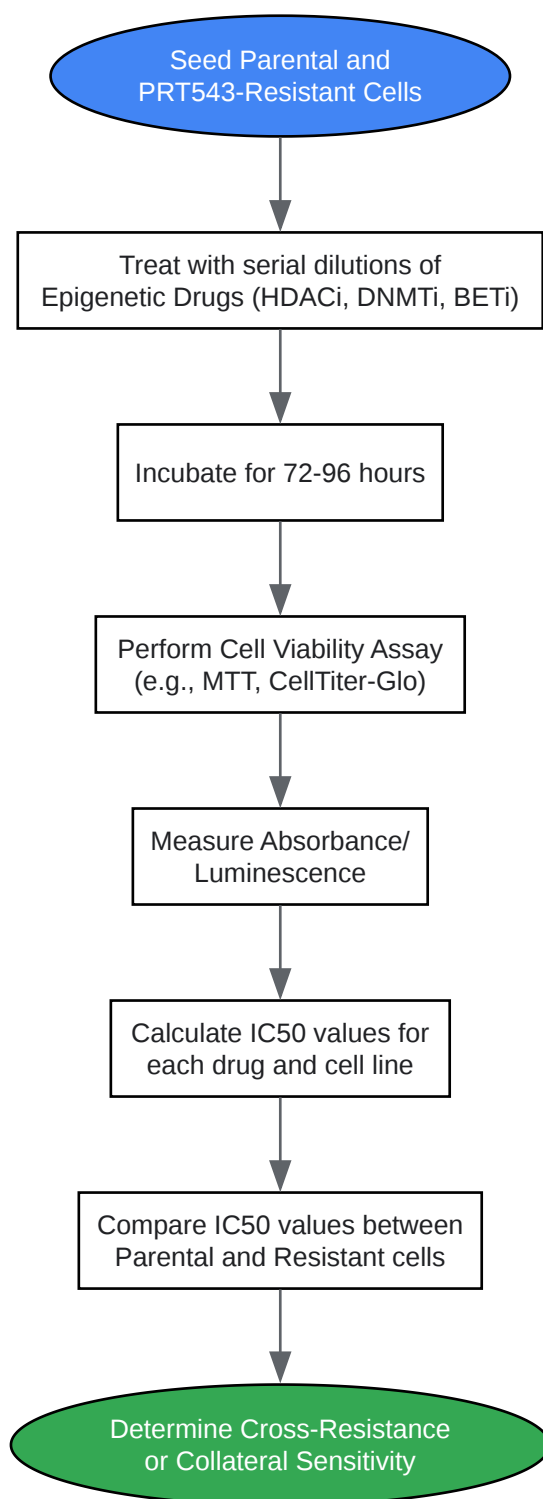 Seed Parental and
PRT543-Resistant Cells
Treat with serial dilutions of
Epigenetic Drugs (HDACi, DNMTi, BETi)
Incubate for 72-96 hours
Perform Cell Viability Assay
(e.g., MTT, CellTiter-Glo)
Measure Absorbance/
Luminescence
Calculate IC50 values for
each drug and cell line
Compare IC50 values between
Parental and Resistant cells
Determine Cross-Resistance
or Collateral Sensitivity